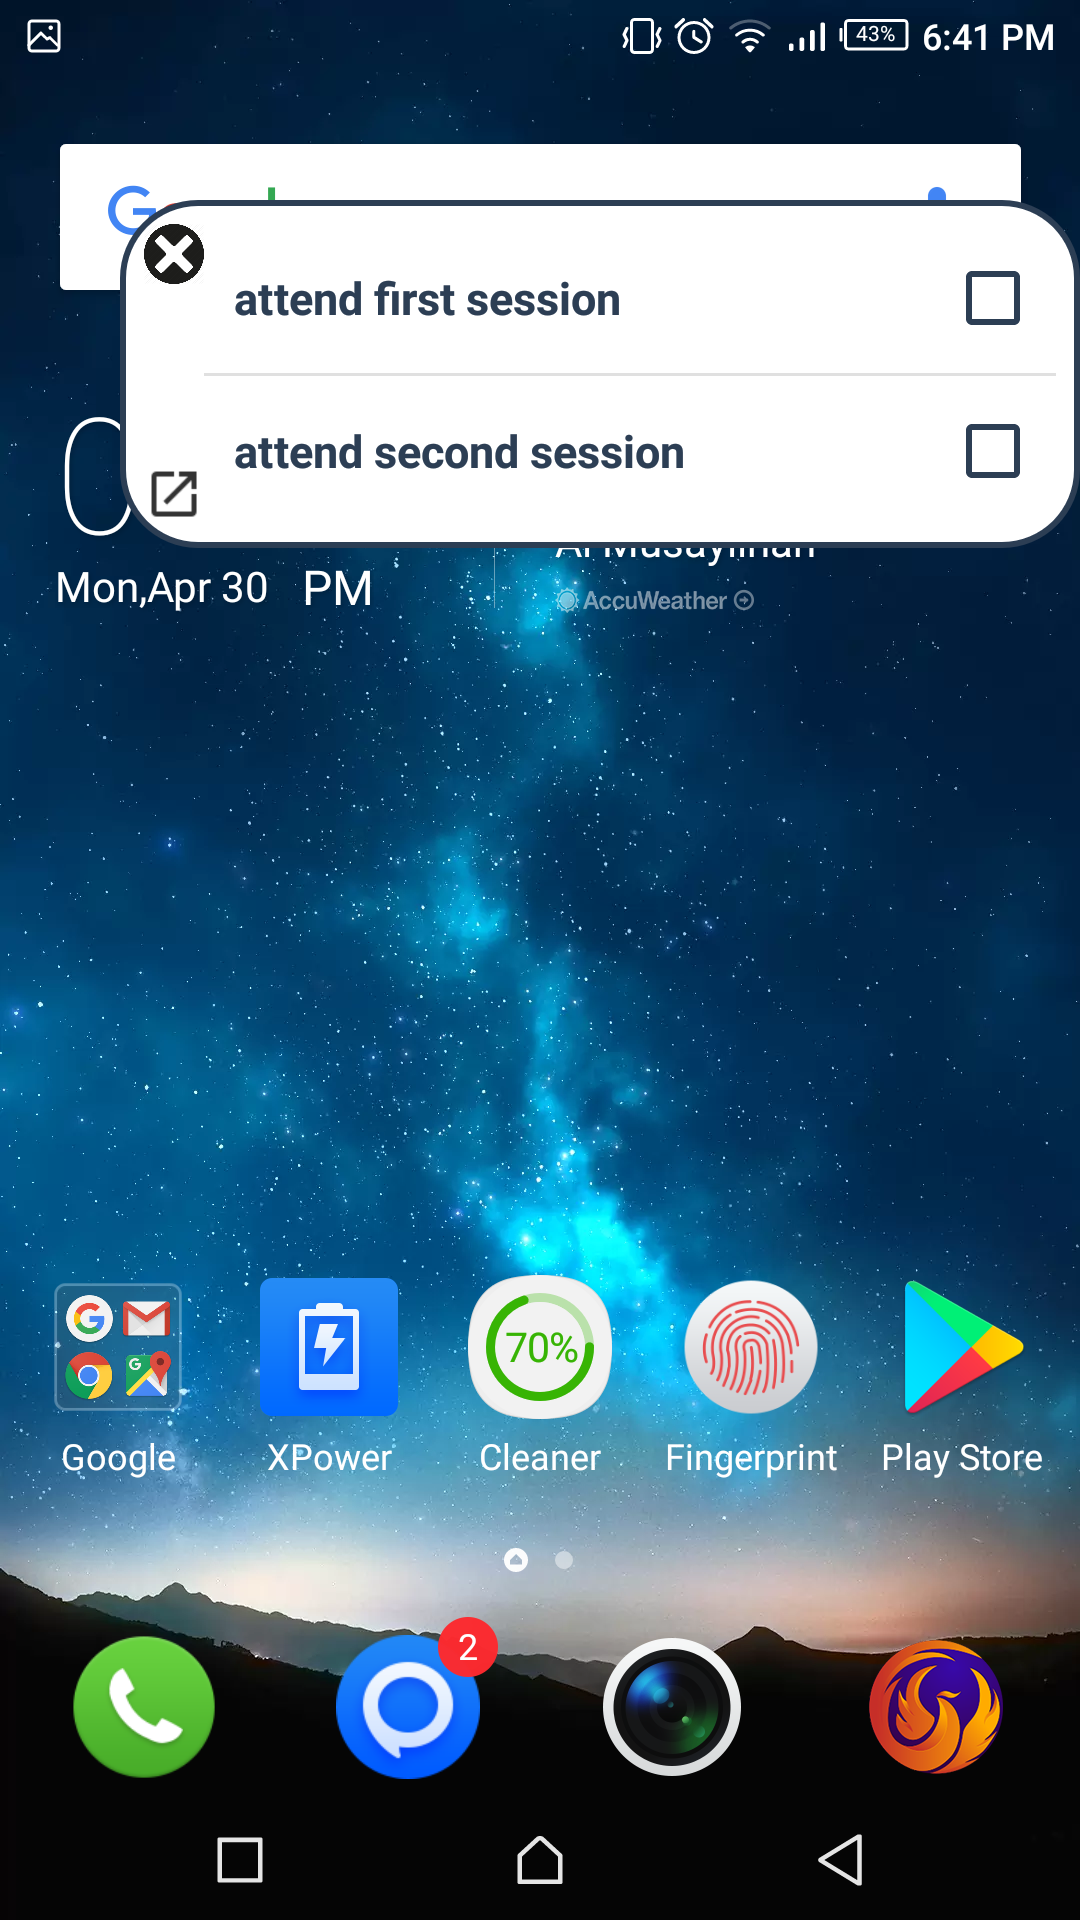 43% 6:41 PM
attend first session
attend second session
Mon,Apr 30 PM
AccuWeather
70%
Google XPower Cleaner Fingerprint Play Store
2